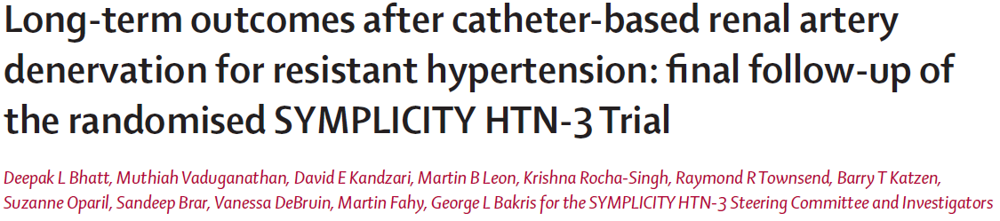 Long-term outcomes after catheter-based renal artery
denervation for resistant hypertension: final follow-up of
the randomised SYMPLICITY HTN-3 Trial
Deepak L Bhatt, Muthiah Vaduganathan, David E Kandzari, Martin B Leon, Krishna Rocha-Singh, Raymond R Townsend, Barry T Katzen,
Suzanne Oparil, Sandeep Brar, Vanessa DeBruin, Martin Fahy, George L Bakris for the SYMPLICITY HTN-3 Steering Committee and Investigators